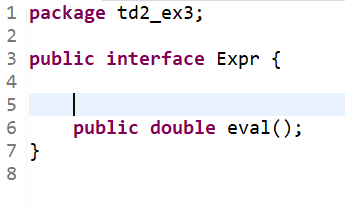 1 package td2_ex3;
2
3 public interface Expr {
4
5
6     public double eval();
7 }
8